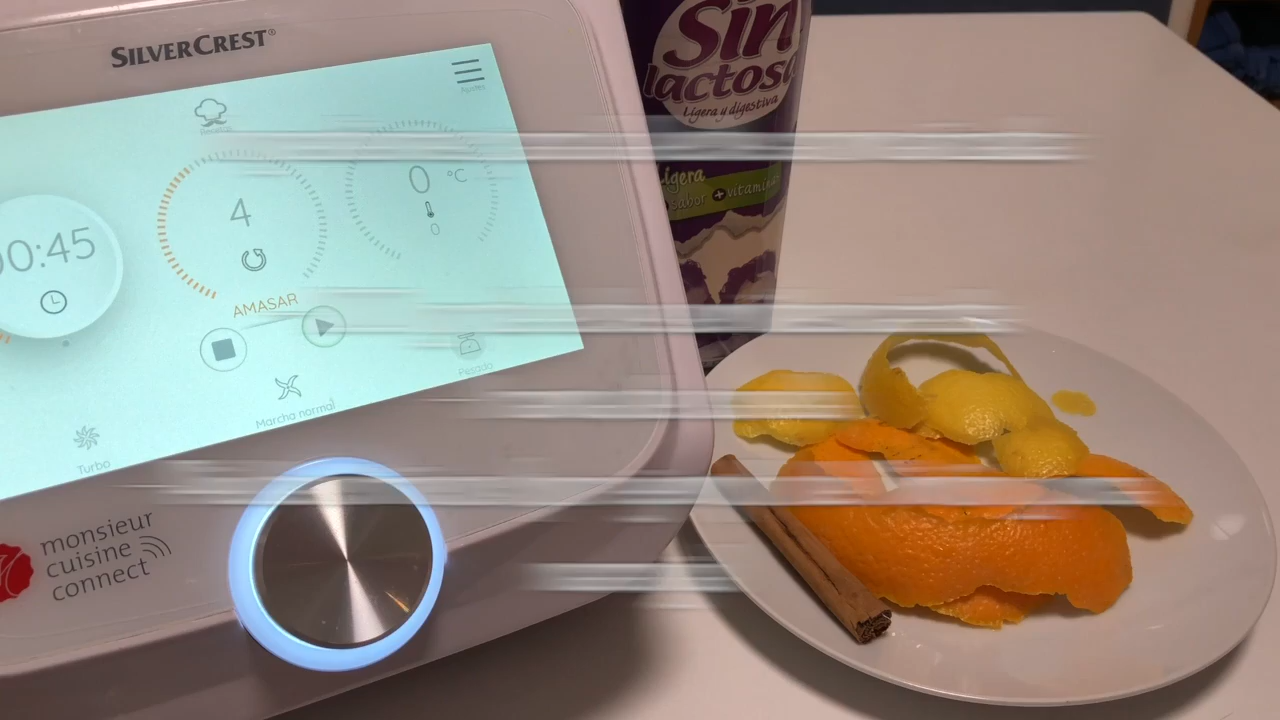 SILVERCREST®
Ajustes
0 °C
0
4
00:45
AMASAR
Pesado
Marcha normal
Turbo
monsieur
cuisine
connect
Sin
lactosa
Ligera y digestiva
Ligera
sabor + vitaminas